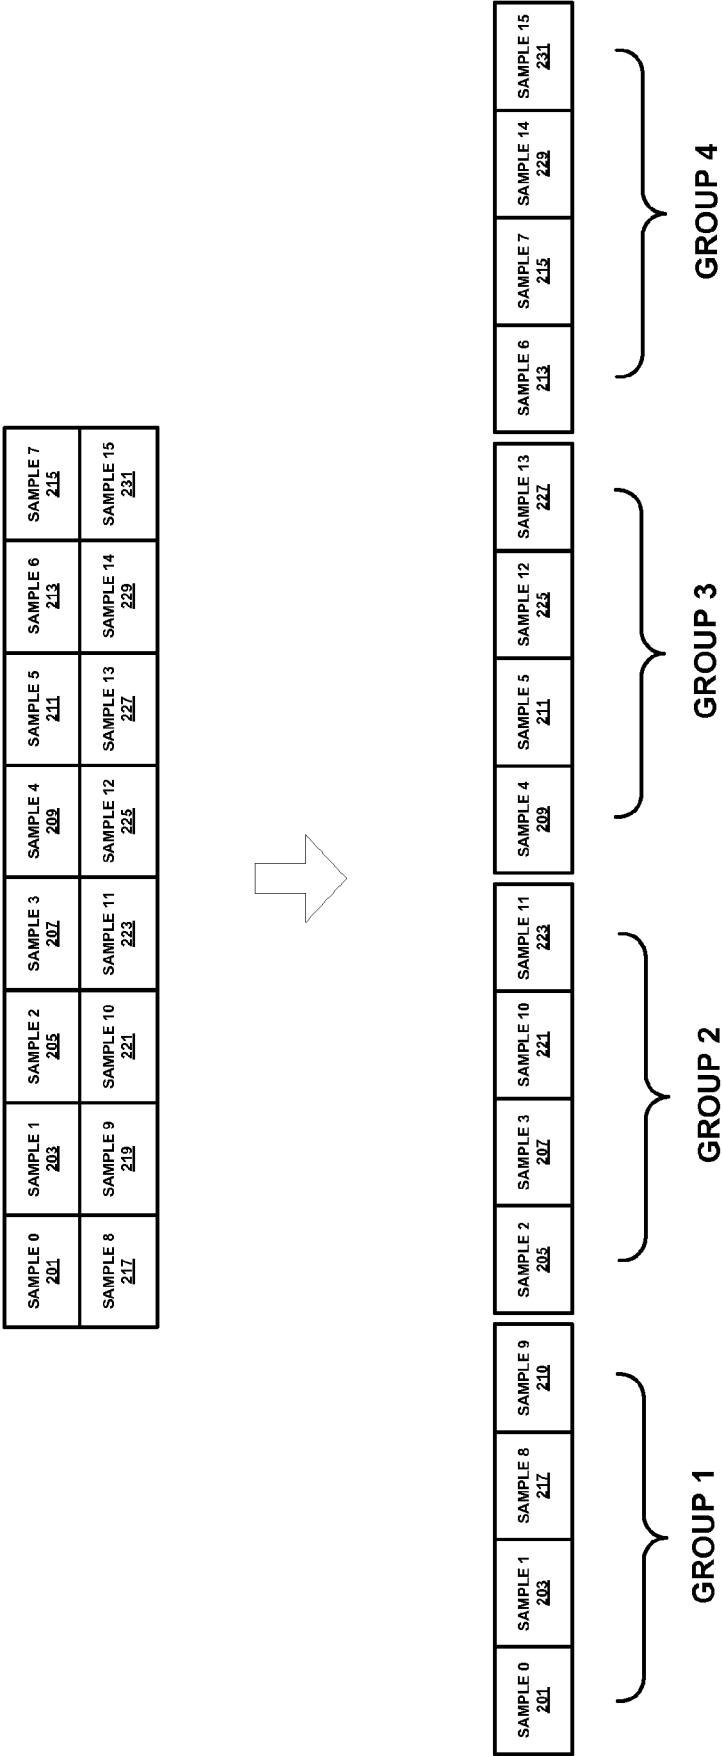 SAMPLE 0
201
SAMPLE 1
203
SAMPLE 2
205
SAMPLE 3
207
SAMPLE 4
209
SAMPLE 5
211
SAMPLE 6
213
SAMPLE 7
215
SAMPLE 8
217
SAMPLE 9
219
SAMPLE 10
221
SAMPLE 11
223
SAMPLE 12
225
SAMPLE 13
227
SAMPLE 14
229
SAMPLE 15
231
SAMPLE 0
201
SAMPLE 1
203
SAMPLE 8
217
SAMPLE 9
210
SAMPLE 2
205
SAMPLE 3
207
SAMPLE 10
221
SAMPLE 11
223
SAMPLE 4
209
SAMPLE 5
211
SAMPLE 12
225
SAMPLE 13
227
SAMPLE 6
213
SAMPLE 7
215
SAMPLE 14
229
SAMPLE 15
231
GROUP 1
GROUP 2
GROUP 3
GROUP 4